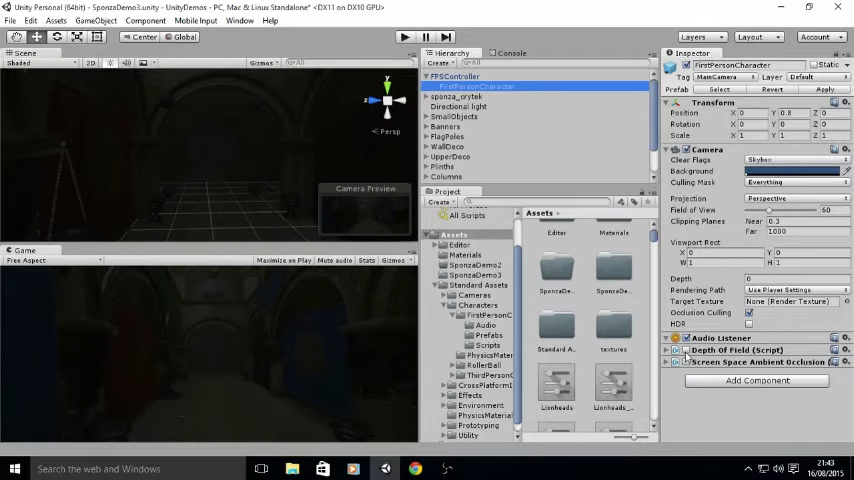 Unity Personal (64bit) - SponzaDemo3.unity - UnityDemos - PC, Mac & Linux Standalone* <DX11 on DX10 GPU>
File Edit Assets GameObject Component Mobile Input Window Help
Center Global Layers Layout Account
Scene
Shaded 2D Gizmos All
y
z
Persp
Camera Preview
Game
Free Aspect Maximize on Play Mute audio Stats Gizmos
Hierarchy Console
Create All
FPSController
FirstPersonCharacter
sponza_crytek
Directional light
SmallObjects
Banners
FlagPoles
WallDeco
UpperDeco
Plinths
Columns
Project
Create
All Scripts
Assets
Editor
Materials
SponzaDemo2
SponzaDemo3
Standard Assets
Cameras
Characters
FirstPersonC
Audio
Prefabs
Scripts
PhysicsMater
RollerBall
ThirdPersonC
CrossPlatformI
Effects
Environment
PhysicsMaterial
Prototyping
Utility
Assets
Editor Materials
SponzaDe... SponzaDe...
Standard A... textures
Lionheads Lionheads_...
Inspector
FirstPersonCharacter Static
Tag MainCamera Layer Default
Prefab Select Revert Apply
Transform
Position X 0 Y 0.8 Z 0
Rotation X 0 Y 0 Z 0
Scale X 1 Y 1 Z 1
Camera
Clear Flags Skybox
Background
Culling Mask Everything
Projection Perspective
Field of View 60
Clipping Planes Near 0.3
Far 1000
Viewport Rect
X 0 Y 0
W 1 H 1
Depth 0
Rendering Path Use Player Settings
Target Texture None (Render Texture)
Occlusion Culling
HDR
Audio Listener
Depth Of Field (Script)
Screen Space Ambient Occlusion (
Add Component
Search the web and Windows
21:43
16/08/2015